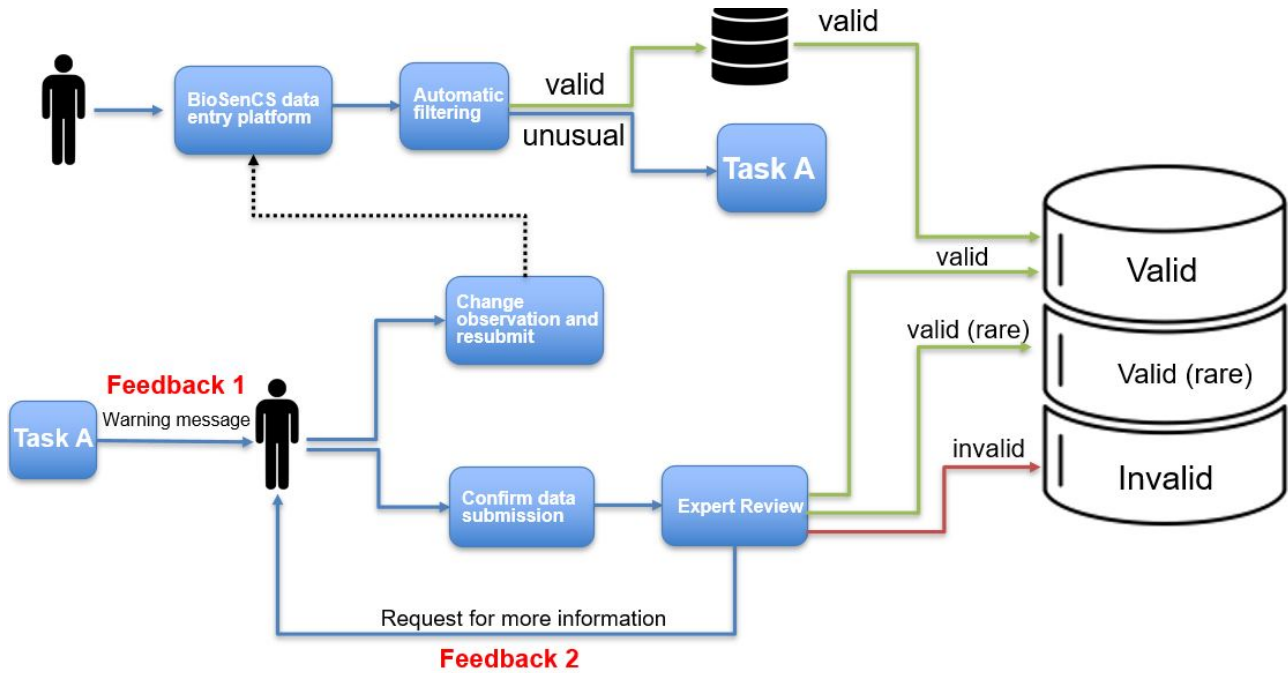 valid
BioSenCS data
entry platform
Automatic
filtering
valid
unusual
Task A
valid
Valid
Change
observation and
resubmit
valid (rare)
Valid (rare)
Feedback 1
Warning message
Task A
invalid
Invalid
Confirm data
submission
Expert Review
Request for more information
Feedback 2